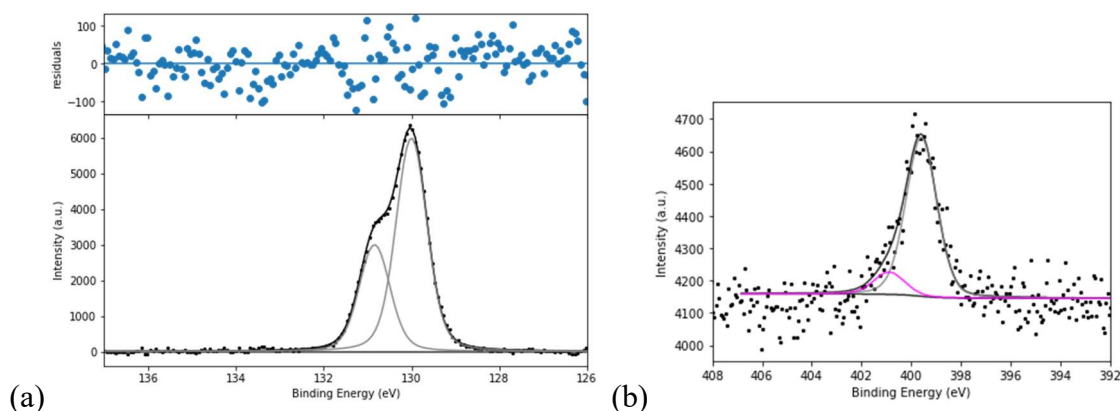 100
0
−100
residuals
6000
5000
4000
3000
2000
1000
0
Intensity (a.u.)
136 134 132 130 128 126
Binding Energy (eV)
(a)
4700
4600
4500
4400
4300
4200
4100
4000
Intensity (a.u.)
408 406 404 402 400 398 396 394 392
Binding Energy (eV)
(b)